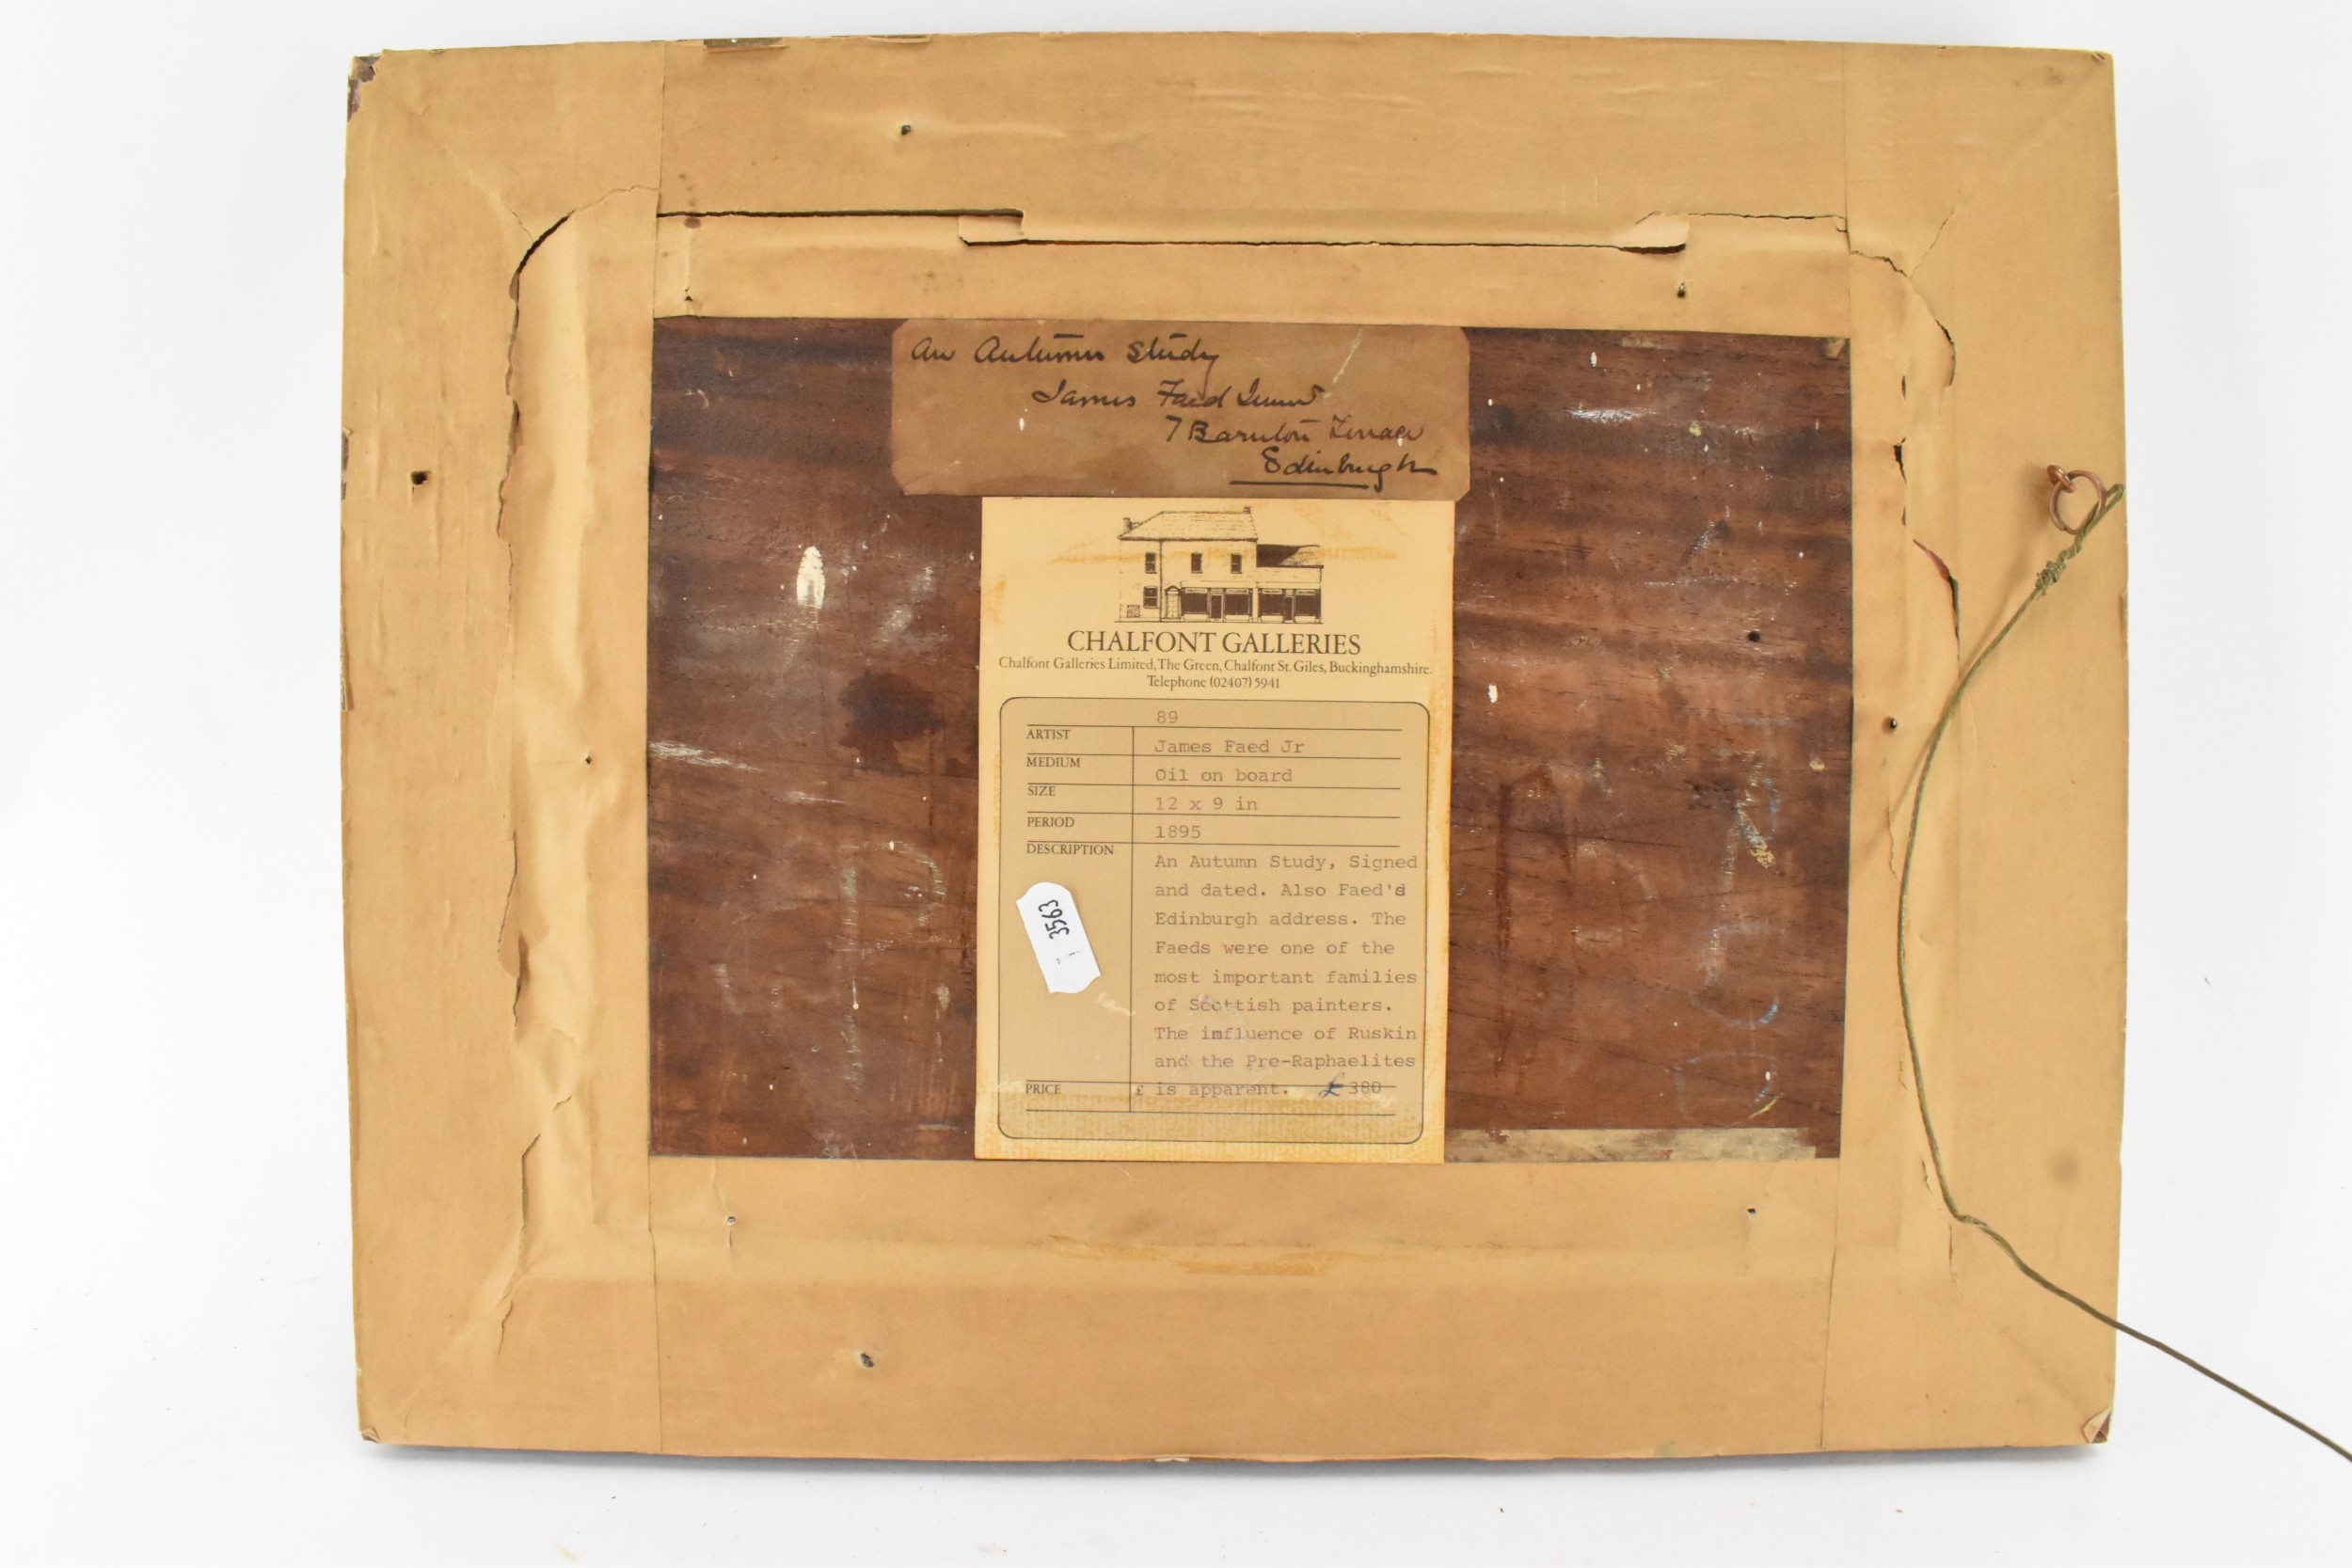 An Autumn Study
James Faed Junr
7 Barnton Terrace
Edinburgh
CHALFONT GALLERIES
Chalfont Galleries Limited, The Green, Chalfont St. Giles, Buckinghamshire.
Telephone (02407) 5941
89
ARTIST James Faed Jr
MEDIUM Oil on board
SIZE 12 x 9 in
PERIOD 1895
DESCRIPTION An Autumn Study, Signed
and dated. Also Faed's
Edinburgh address. The
Faeds were one of the
most important families
of Scottish painters.
The influence of Ruskin
and the Pre-Raphaelites
PRICE £ is apparent. £380
3563